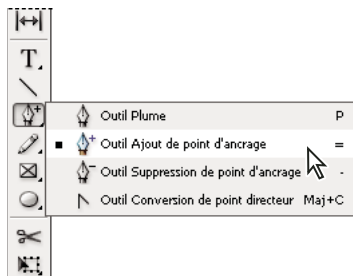 T
Outil Plume P
Outil Ajout de point d'ancrage =
Outil Suppression de point d'ancrage -
Outil Conversion de point directeur Maj+C